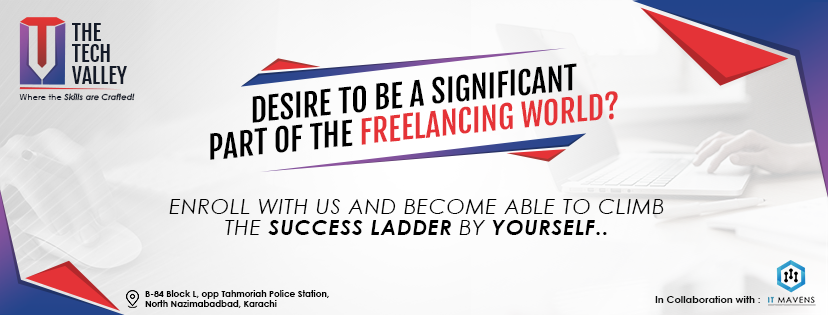 THE
TECH
VALLEY
Where the Skills are Crafted!
DESIRE TO BE A SIGNIFICANT
PART OF THE FREELANCING WORLD?
ENROLL WITH US AND BECOME ABLE TO CLIMB
THE SUCCESS LADDER BY YOURSELF..
B-84 Block L, opp Tahmoriah Police Station,
North Nazimabadbad, Karachi
In Collaboration with :
IT MAVENS